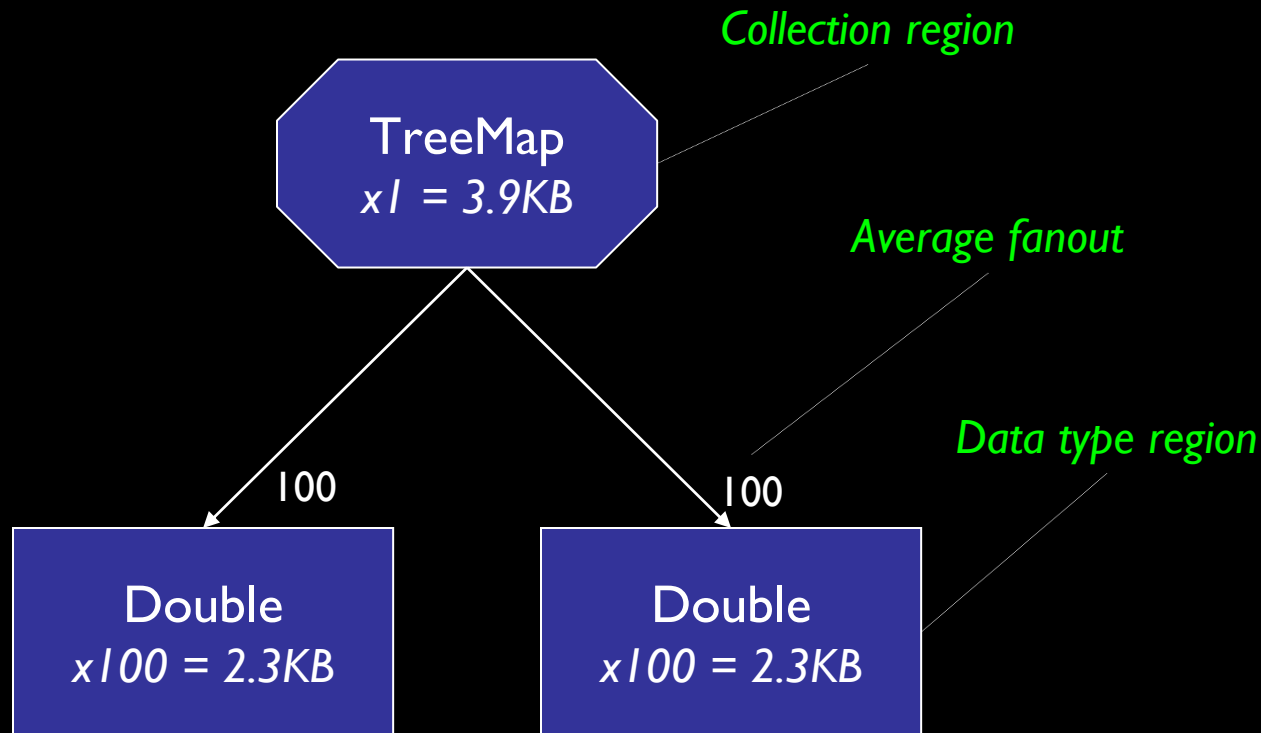 Collection region
TreeMap
x1 = 3.9KB
Average fanout
Data type region
100
100
Double
x100 = 2.3KB
Double
x100 = 2.3KB